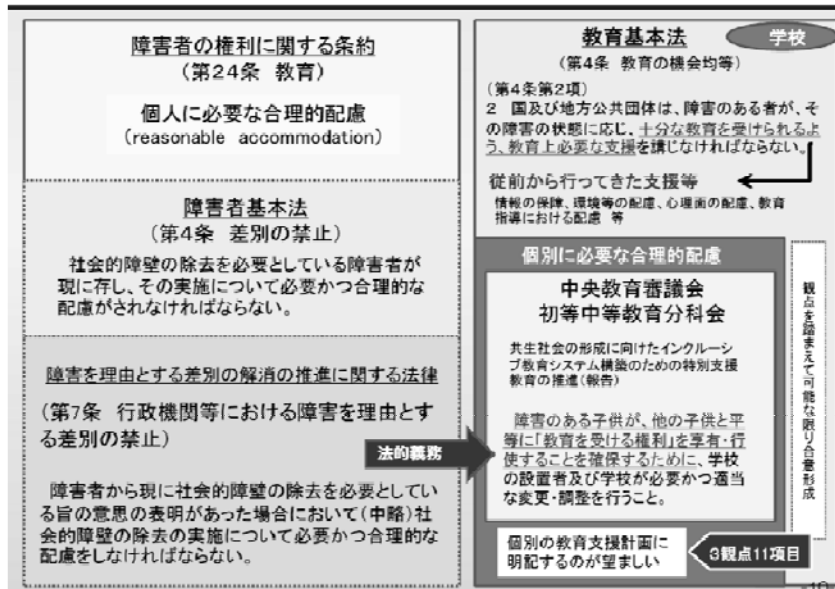 障害者の権利に関する条約
(第24条 教育)
個人に必要な合理的配慮
(reasonable accommodation)
障害者基本法
(第4条 差別の禁止)
社会的障壁の除去を必要としている障害者が
現に存し、その実施について必要かつ合理的な
配慮がされなければならない。
障害を理由とする差別の解消の推進に関する法律
(第7条 行政機関等における障害を理由とす
る差別の禁止)
法的義務
障害者から現に社会的障壁の除去を必要としてい
る旨の意思の表明があった場合において(中略)社
会的障壁の除去の実施について必要かつ合理的な
配慮をしなければならない。
教育基本法
学校
(第4条 教育の機会均等)
(第4条第2項)
2 国及び地方公共団体は、障害のある者が、そ
の障害の状態に応じ、十分な教育を受けられるよ
う、教育上必要な支援を講じなければならない。
従前から行ってきた支援等
情報の保障、環境等の配慮、心理面の配慮、教育
指導における配慮 等
個別に必要な合理的配慮
中央教育審議会
初等中等教育分科会
共生社会の形成に向けたインクルーシ
ブ教育システム構築のための特別支援
教育の推進(報告)
障害のある子供が、他の子供と平
等に「教育を受ける権利」を享有・行
使することを確保するために、学校
の設置者及び学校が必要かつ適当
な変更・調整を行うこと。
個別の教育支援計画に
明記するのが望ましい
3観点11項目
観点を踏まえて可能な限り合意形成